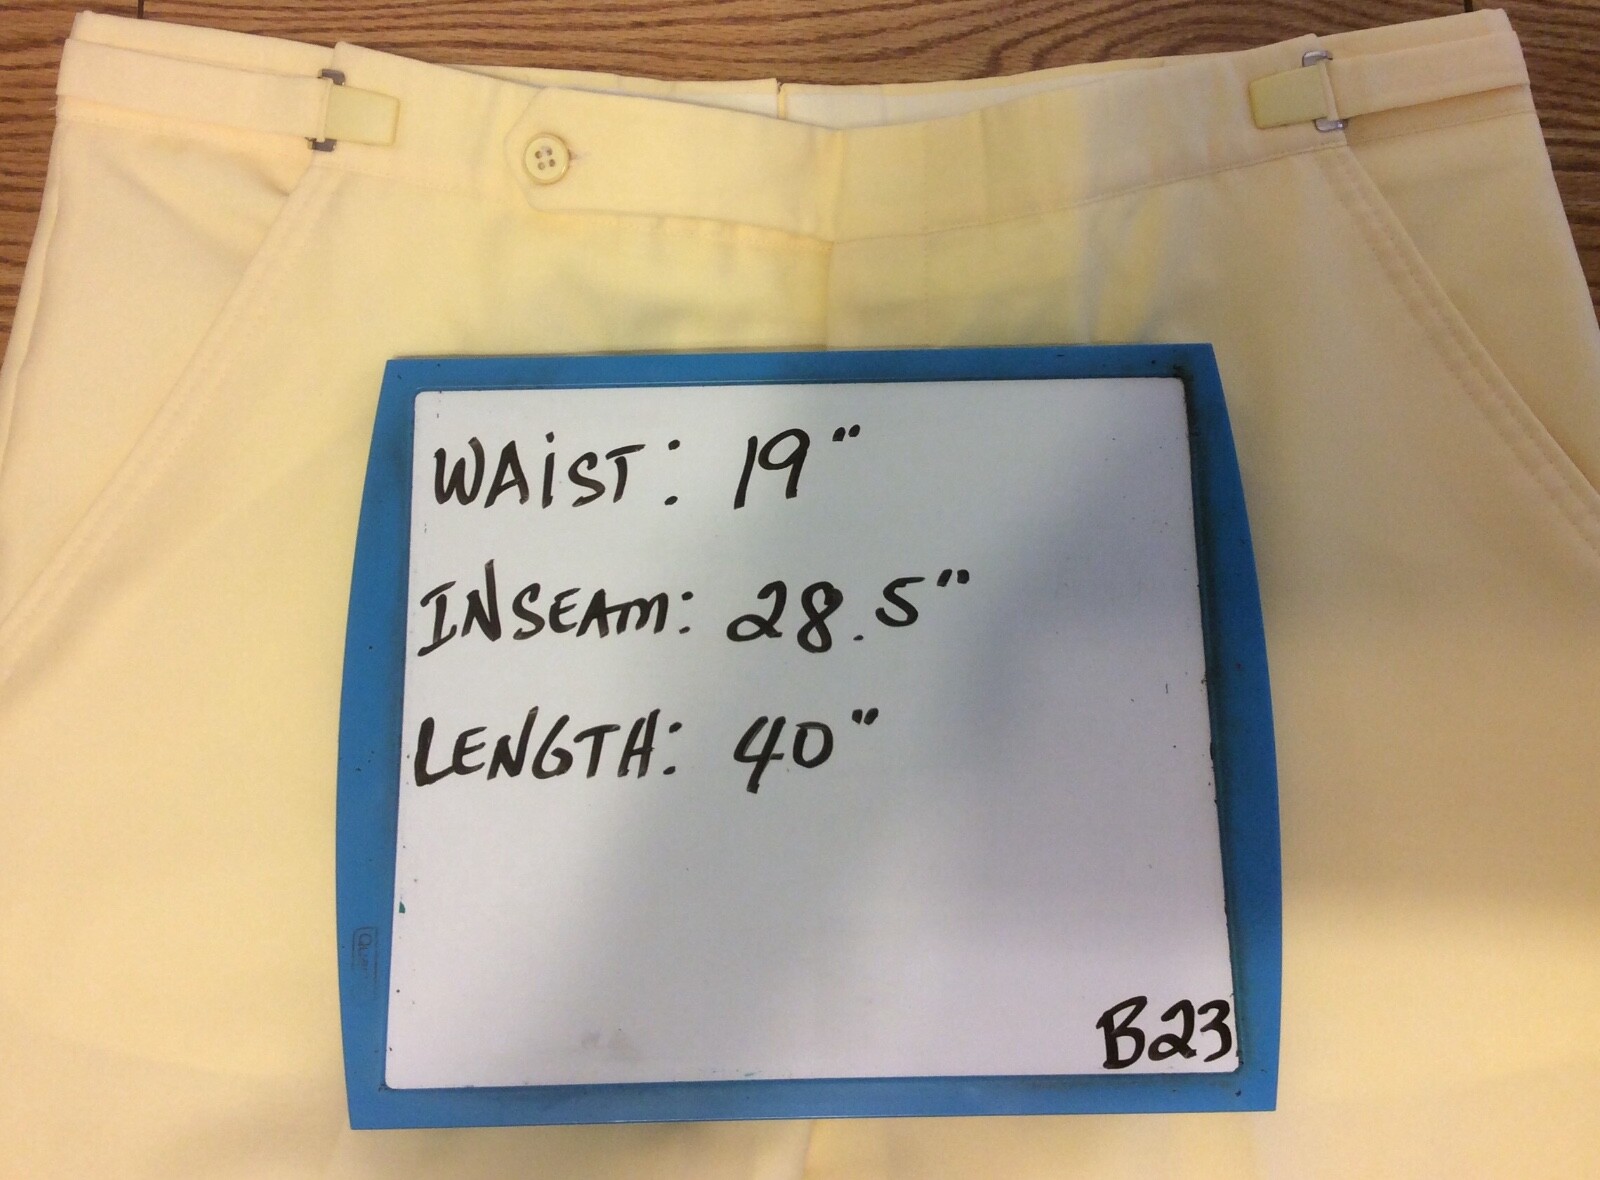 WAIST: 19"
INSEAM: 28.5"
LENGTH: 40"
B23